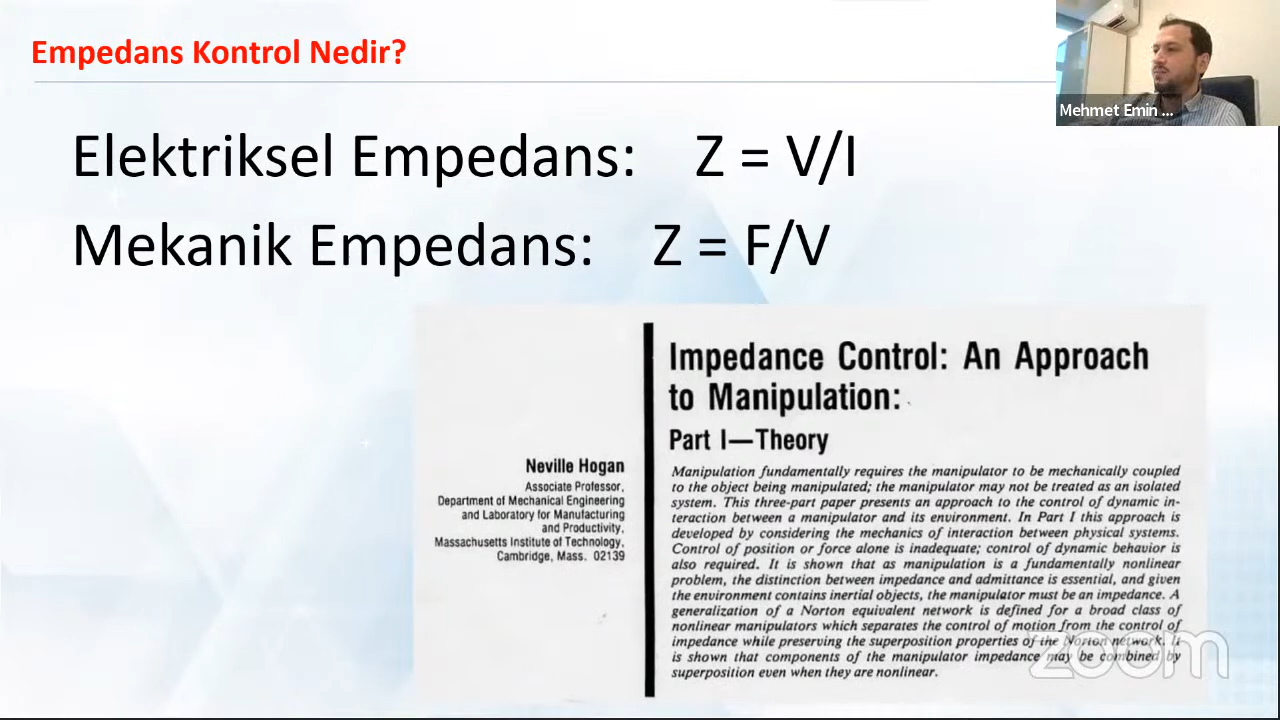 Empedans Kontrol Nedir?
Mehmet Emin ...
Elektriksel Empedans: Z = V/I
Mekanik Empedans: Z = F/V
Impedance Control: An Approach
to Manipulation:
Part I—Theory
Neville Hogan
Associate Professor,
Department of Mechanical Engineering
and Laboratory for Manufacturing
and Productivity,
Massachusetts Institute of Technology,
Cambridge, Mass. 02139
Manipulation fundamentally requires the manipulator to be mechanically coupled
to the object being manipulated; the manipulator may not be treated as an isolated
system. This three-part paper presents an approach to the control of dynamic in-
teraction between a manipulator and its environment. In Part I this approach is
developed by considering the mechanics of interaction between physical systems.
Control of position or force alone is inadequate; control of dynamic behavior is
also required. It is shown that as manipulation is a fundamentally nonlinear
problem, the distinction between impedance and admittance is essential, and given
the environment contains inertial objects, the manipulator must be an impedance. A
generalization of a Norton equivalent network is defined for a broad class of
nonlinear manipulators which separates the control of motion from the control of
impedance while preserving the superposition properties of the Norton network. It
is shown that components of the manipulator impedance may be combined by
superposition even when they are nonlinear.
zoom